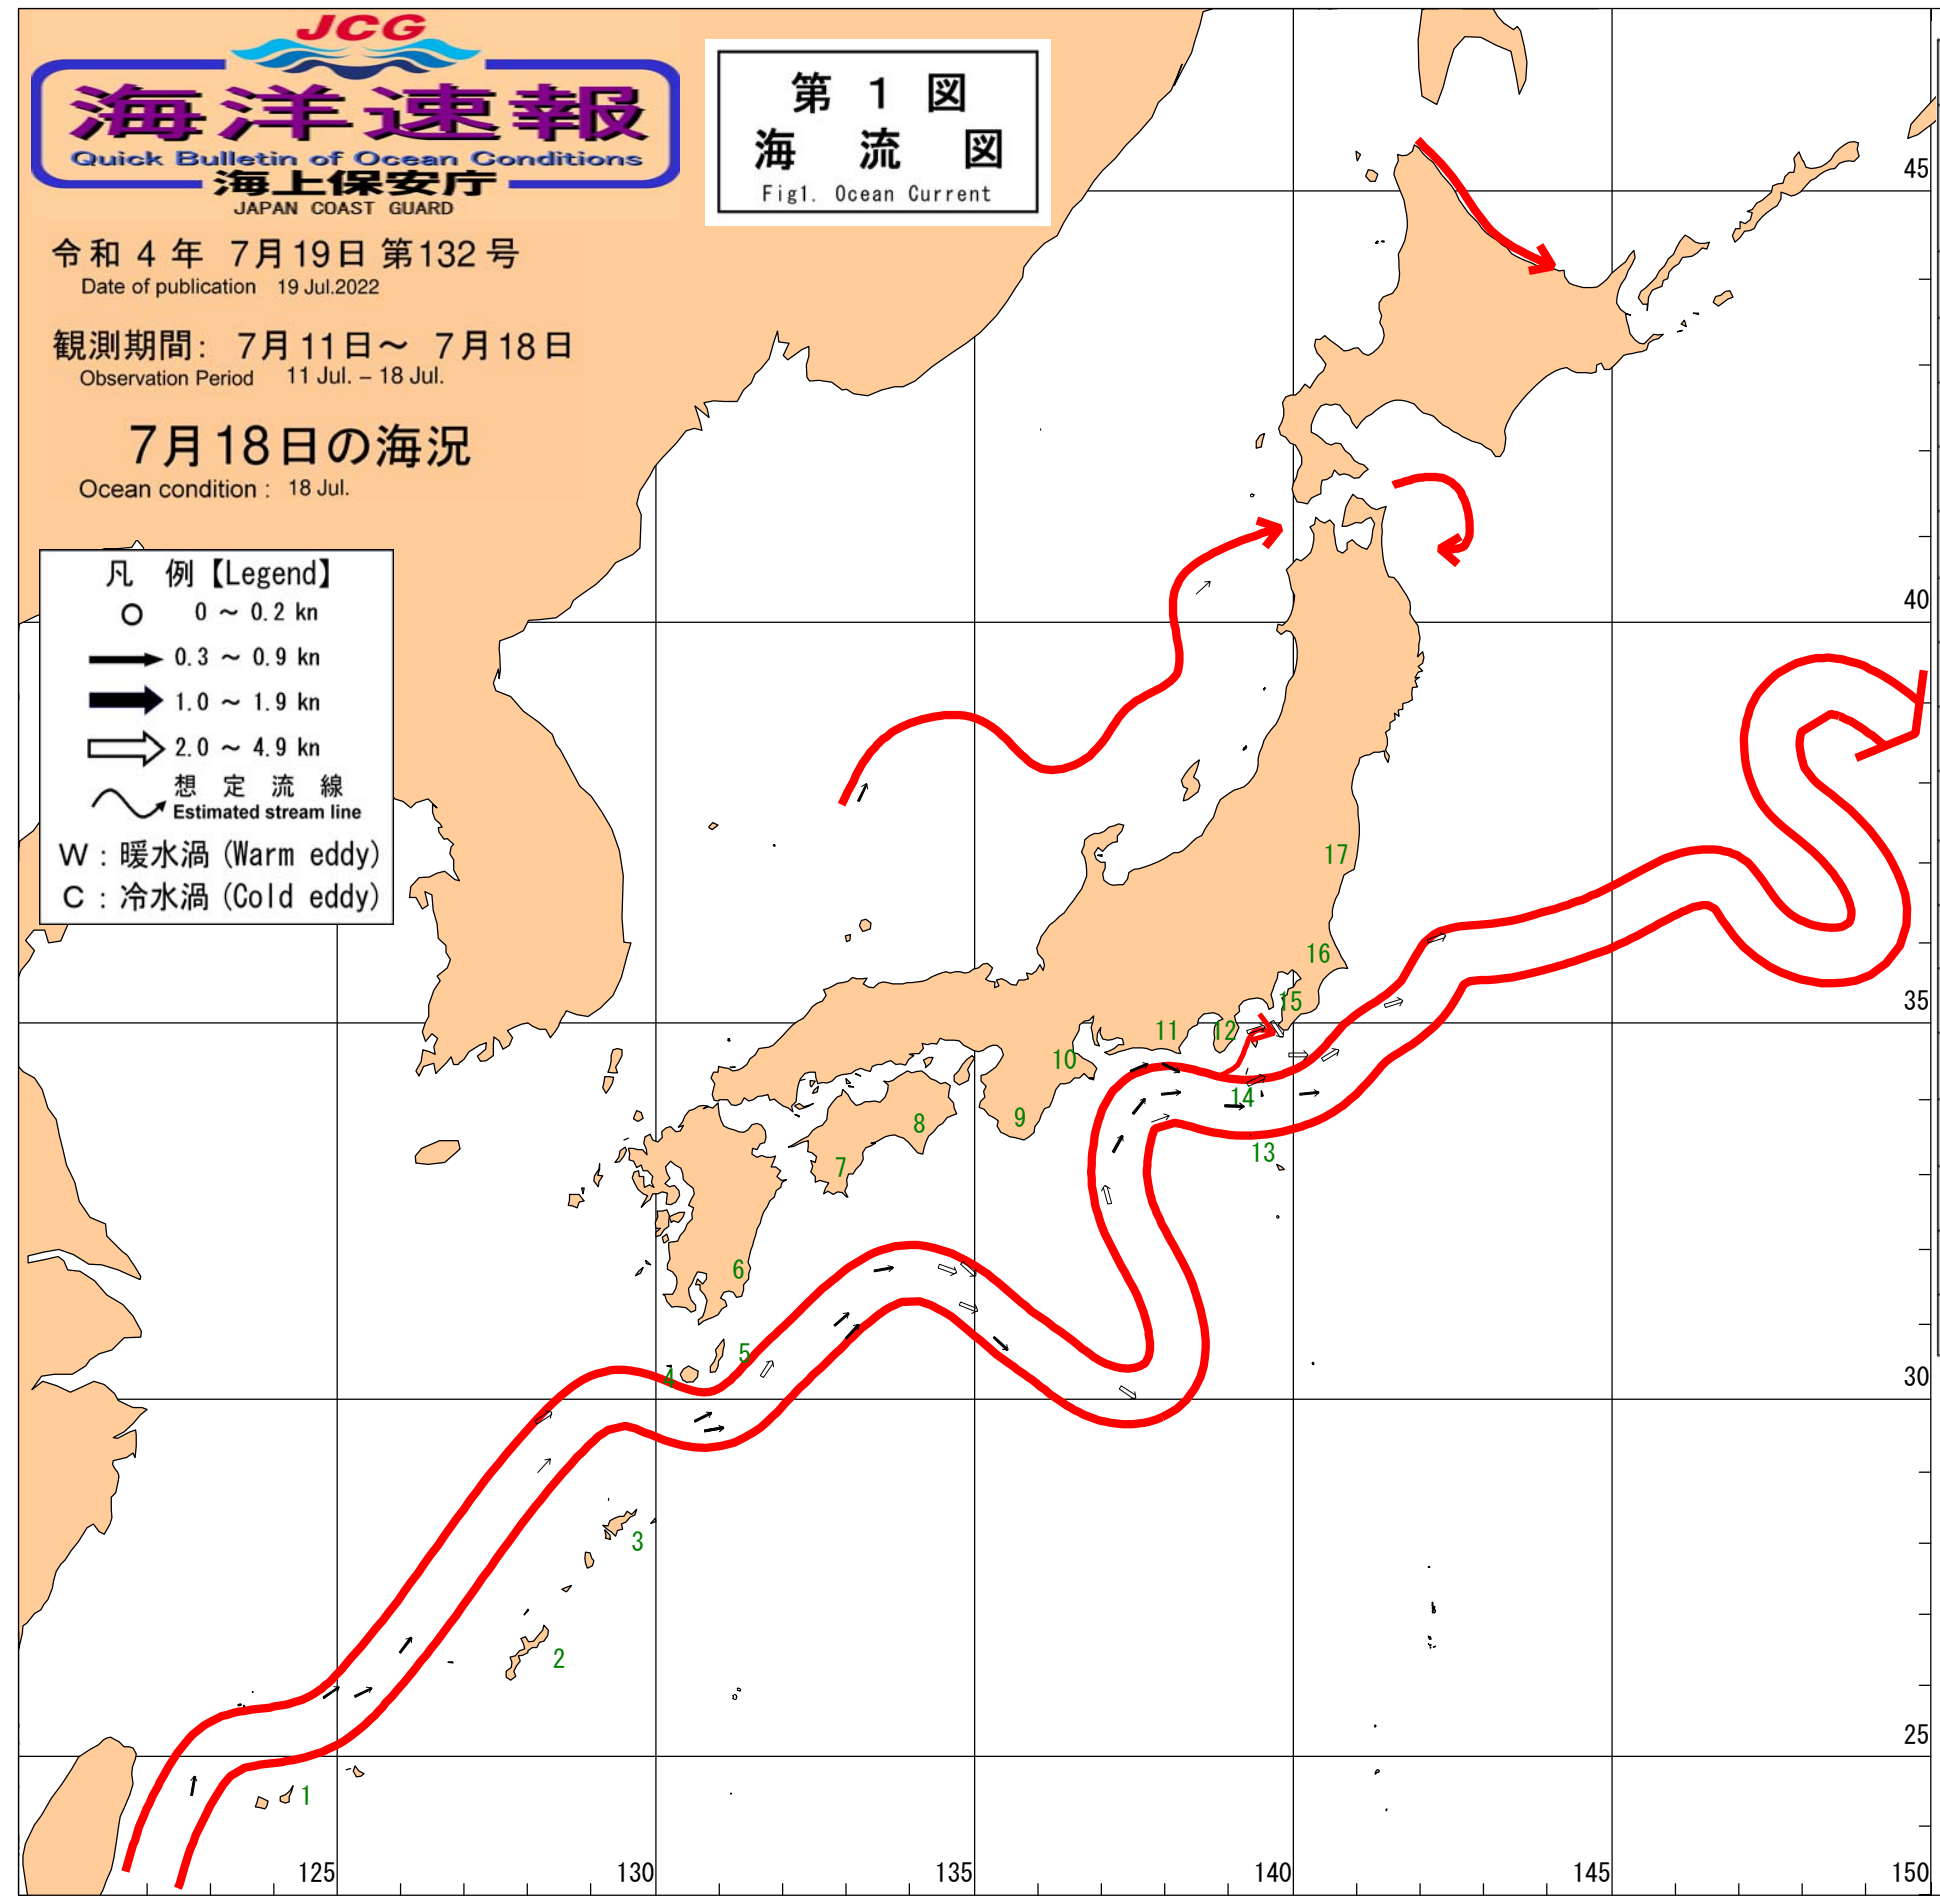 JCG
海洋速報
Quick Bulletin of Ocean Conditions
海上保安庁
JAPAN COAST GUARD
第 1 図
海 流 図
Fig1. Ocean Current
令和 4 年 7月19日 第132号
Date of publication 19 Jul.2022
観測期間: 7月11日～ 7月18日
Observation Period 11 Jul. – 18 Jul.
7月18日の海況
Ocean condition : 18 Jul.
凡 例【Legend】
0 ～ 0.2 kn
0.3 ～ 0.9 kn
1.0 ～ 1.9 kn
2.0 ～ 4.9 kn
想 定 流 線
Estimated stream line
W : 暖水渦 (Warm eddy)
C : 冷水渦 (Cold eddy)
45
40
35
30
25
17
16
15
14
13
12
11
10
9
8
7
6
5
4
3
2
1
125
130
135
140
145
150